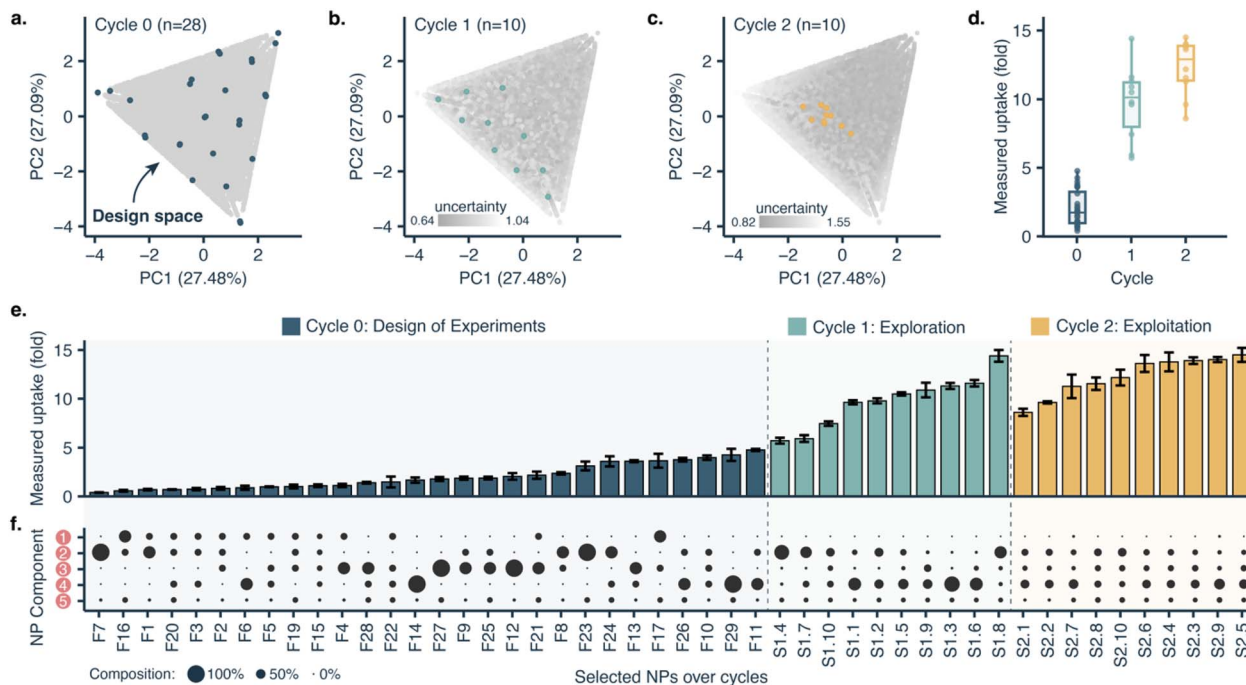 a.
Cycle 0 (n=28)
2
0
−2
−4
PC2 (27.09%)
Design space
−4 −2 0 2
PC1 (27.48%)
b.
Cycle 1 (n=10)
2
0
−2
−4
PC2 (27.09%)
uncertainty
0.64 1.04
−4 −2 0 2
PC1 (27.48%)
c.
Cycle 2 (n=10)
2
0
−2
−4
PC2 (27.09%)
uncertainty
0.82 1.55
−4 −2 0 2
PC1 (27.48%)
d.
15
10
5
0
Measured uptake (fold)
0 1 2
Cycle
e.
Cycle 0: Design of Experiments
Cycle 1: Exploration
Cycle 2: Exploitation
15
10
5
0
Measured uptake (fold)
f.
NP Component
1
2
3
4
5
F7 F16 F1 F20 F3 F2 F6 F5 F19 F15 F4 F28 F22 F14 F27 F9 F25 F12 F21 F8 F23 F24 F13 F17 F26 F10 F29 F11 S1.4 S1.7 S1.10 S1.11 S1.2 S1.5 S1.9 S1.3 S1.6 S1.8 S2.1 S2.2 S2.7 S2.8 S2.10 S2.6 S2.4 S2.3 S2.9 S2.5
Composition: 100% 50% 0%
Selected NPs over cycles